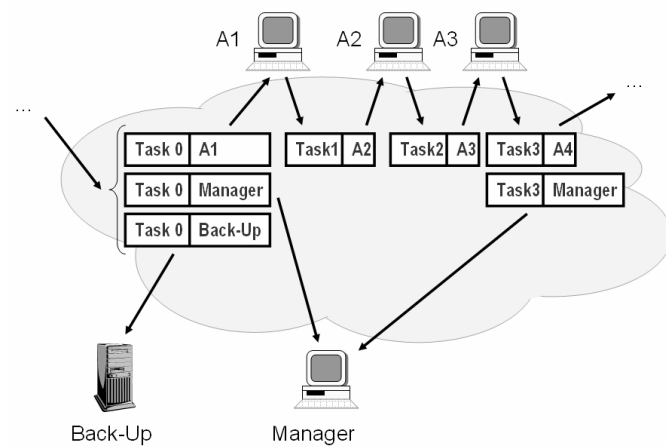 A1 A2 A3
...
...
Task 0 A1 Task1 A2 Task2 A3 Task3 A4
Task 0 Manager Task3 Manager
Task 0 Back-Up
Back-Up Manager